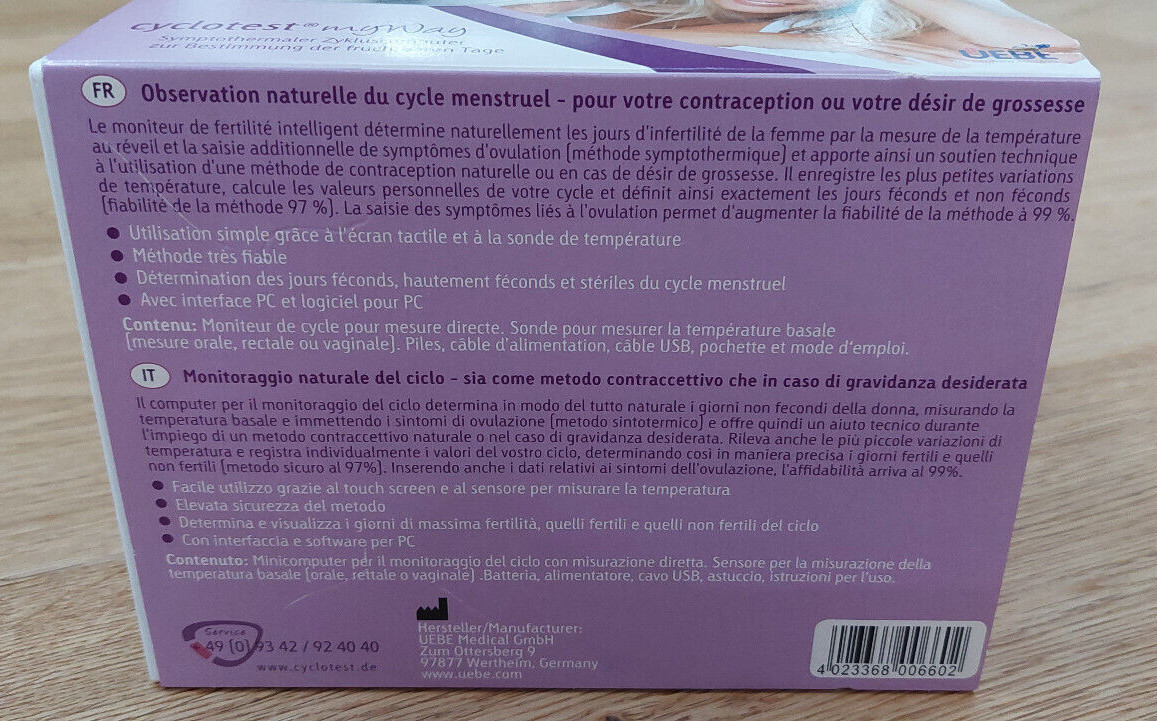 cyclotest® myWay
Symptothermaler
zur Bestimmung der Tage
UEBE
FR Observation naturelle du cycle menstruel - pour votre contraception ou votre désir de grossesse
Le moniteur de fertilité intelligent détermine naturellement les jours d'infertilité de la femme par la mesure de la température
au réveil et la saisie additionnelle de symptômes d'ovulation (méthode symptothermique) et apporte ainsi un soutien technique
à l'utilisation d'une méthode de contraception naturelle ou en cas de désir de grossesse. Il enregistre les plus petites variations
de température, calcule les valeurs personnelles de votre cycle et définit ainsi exactement les jours féconds et non féconds
(fiabilité de la méthode 97 %). La saisie des symptômes liés à l'ovulation permet d'augmenter la fiabilité de la méthode à 99 %.
• Utilisation simple grâce à l'écran tactile et à la sonde de température
• Méthode très fiable
• Détermination des jours féconds, hautement féconds et stériles du cycle menstruel
• Avec interface PC et logiciel pour PC
Contenu: Moniteur de cycle pour mesure directe. Sonde pour mesurer la température basale
(mesure orale, rectale ou vaginale). Piles, câble d'alimentation, câble USB, pochette et mode d'emploi.
IT Monitoraggio naturale del ciclo - sia come metodo contraccettivo che in caso di gravidanza desiderata
Il computer per il monitoraggio del ciclo determina in modo del tutto naturale i giorni non fecondi della donna, misurando la
temperatura basale e immettendo i sintomi di ovulazione (metodo sintotermico) e offre quindi un aiuto tecnico durante
l'impiego di un metodo contraccettivo naturale o nel caso di gravidanza desiderata. Rileva anche le più piccole variazioni di
temperatura e registra individualmente i valori del vostro ciclo, determinando così in maniera precisa i giorni fertili e quelli
non fertili (metodo sicuro al 97%). Inserendo anche i dati relativi ai sintomi dell'ovulazione, l'affidabilità arriva al 99%.
• Facile utilizzo grazie al touch screen e al sensore per misurare la temperatura
• Elevata sicurezza del metodo
• Determina e visualizza i giorni di massima fertilità, quelli fertili e quelli non fertili del ciclo
• Con interfaccia e software per PC
Contenuto: Minicomputer per il monitoraggio del ciclo con misurazione diretta. Sensore per la misurazione della
temperatura basale (orale, rettale o vaginale) .Batteria, alimentatore, cavo USB, astuccio, istruzioni per l'uso.
Service
+49 (0) 93 42 / 92 40 40
www.cyclotest.de
Hersteller/Manufacturer:
UEBE Medical GmbH
Zum Ottersberg 9
97877 Wertheim, Germany
www.uebe.com
4 023368 006602